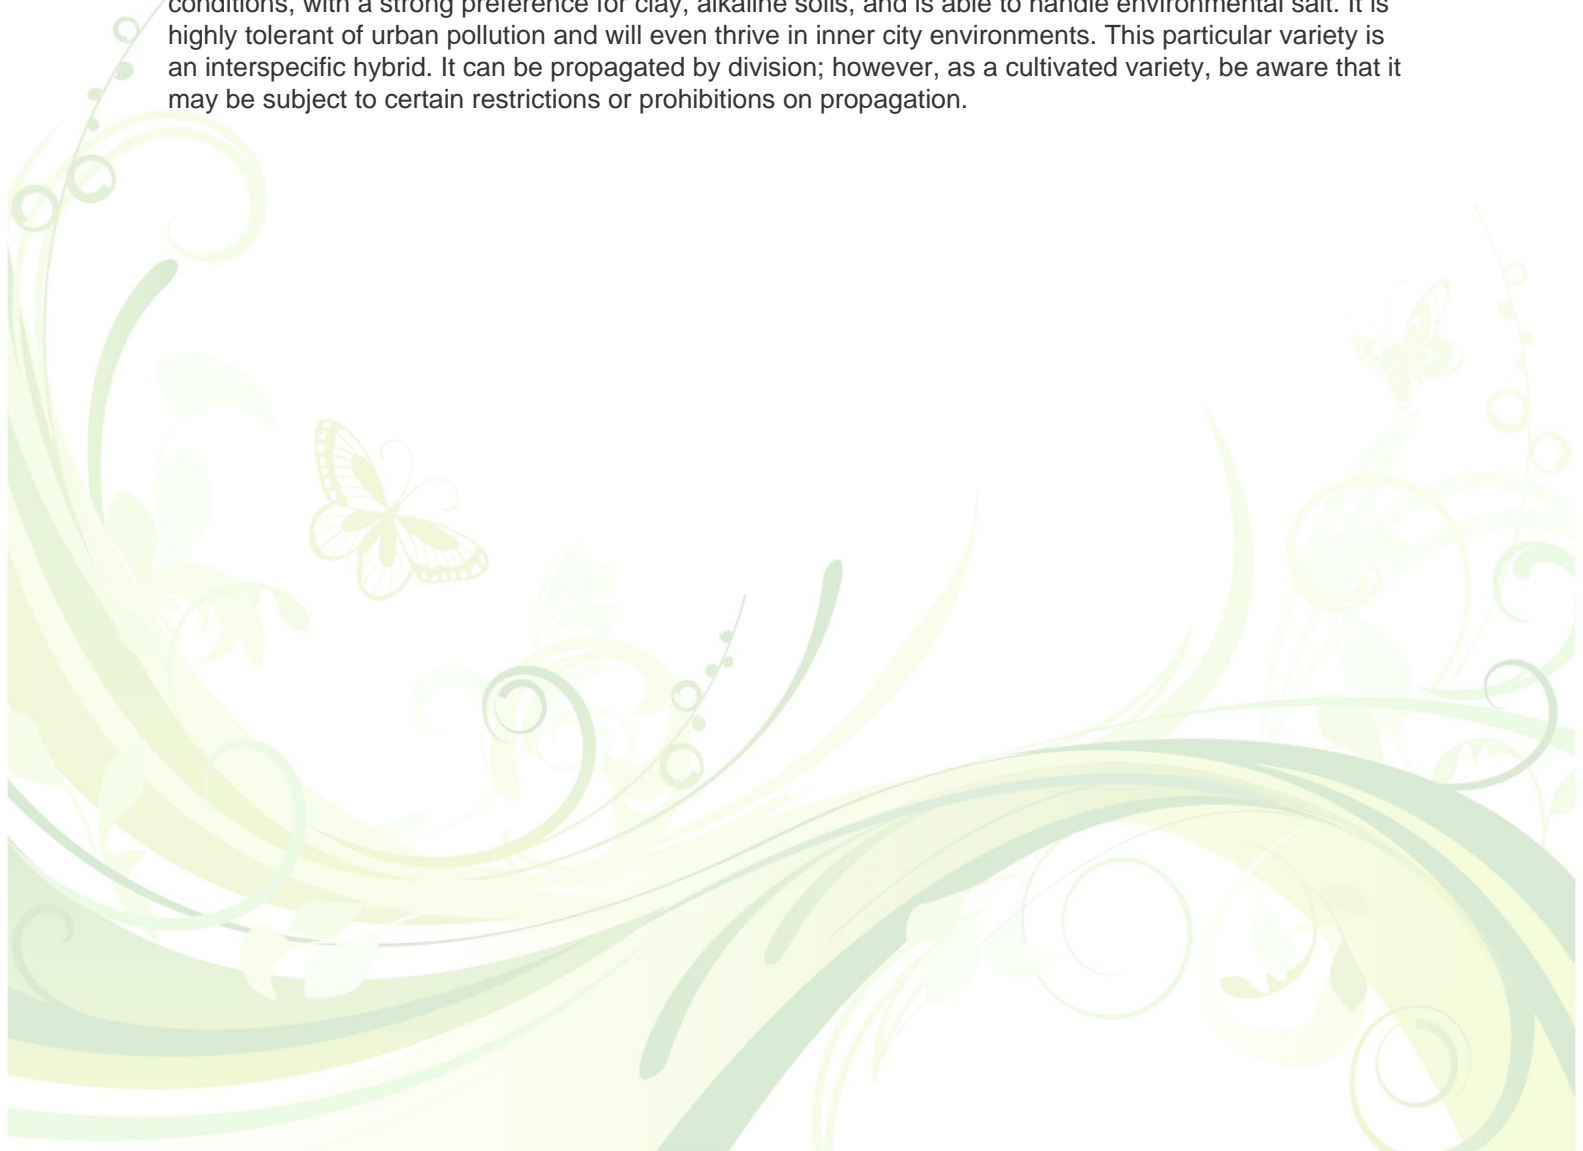 conditions, with a strong preference for clay, alkaline soils, and is able to handle environmental salt. It is
highly tolerant of urban pollution and will even thrive in inner city environments. This particular variety is
an interspecific hybrid. It can be propagated by division; however, as a cultivated variety, be aware that it
may be subject to certain restrictions or prohibitions on propagation.